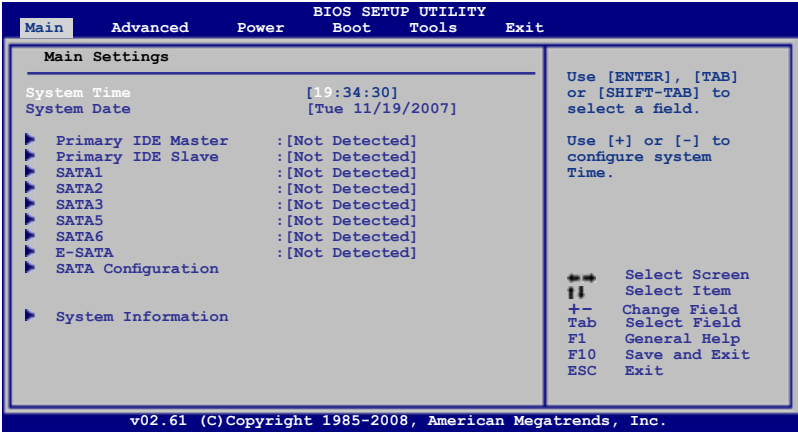 BIOS SETUP UTILITY
Main Advanced Power Boot Tools Exit
Main Settings
System Time [19:34:30]
System Date [Tue 11/19/2007]
Primary IDE Master :[Not Detected]
Primary IDE Slave :[Not Detected]
SATA1 :[Not Detected]
SATA2 :[Not Detected]
SATA3 :[Not Detected]
SATA5 :[Not Detected]
SATA6 :[Not Detected]
E-SATA :[Not Detected]
SATA Configuration
System Information
Use [ENTER], [TAB]
or [SHIFT-TAB] to
select a field.
Use [+] or [-] to
configure system
Time.
←→ Select Screen
↑↓ Select Item
+- Change Field
Tab Select Field
F1 General Help
F10 Save and Exit
ESC Exit
v02.61 (C)Copyright 1985-2008, American Megatrends, Inc.